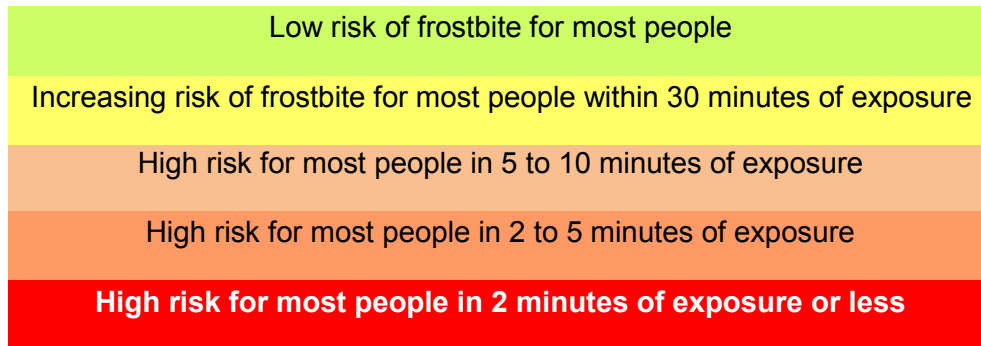 Low risk of frostbite for most people
Increasing risk of frostbite for most people within 30 minutes of exposure
High risk for most people in 5 to 10 minutes of exposure
High risk for most people in 2 to 5 minutes of exposure
High risk for most people in 2 minutes of exposure or less